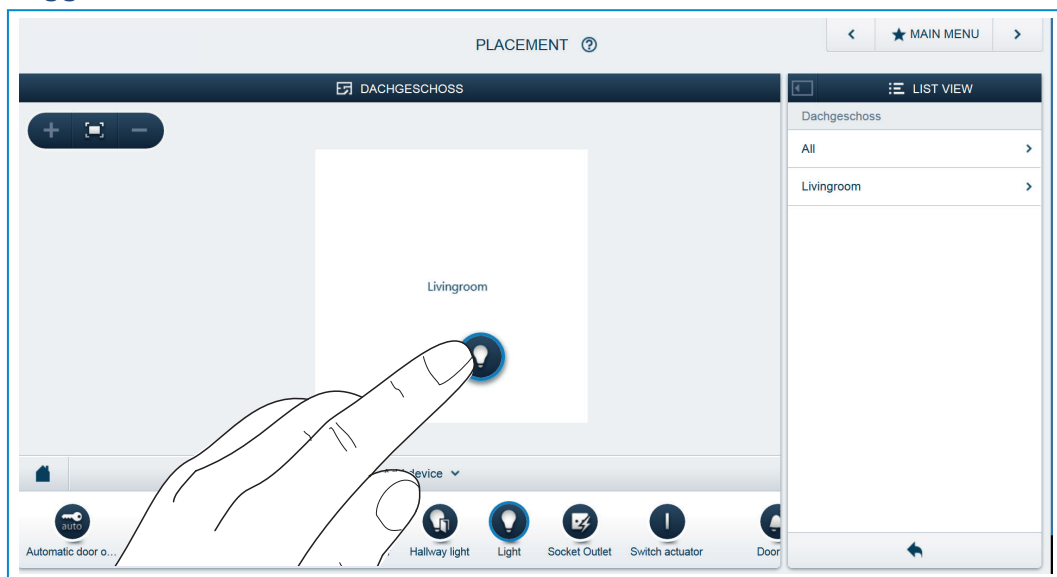 PLACEMENT ?
MAIN MENU
DACHGESCHOSS
LIST VIEW
Dachgeschoss
All
Livingroom
Livingroom
device
auto
Automatic door o...
Hallway light
Light
Socket Outlet
Switch actuator
Door